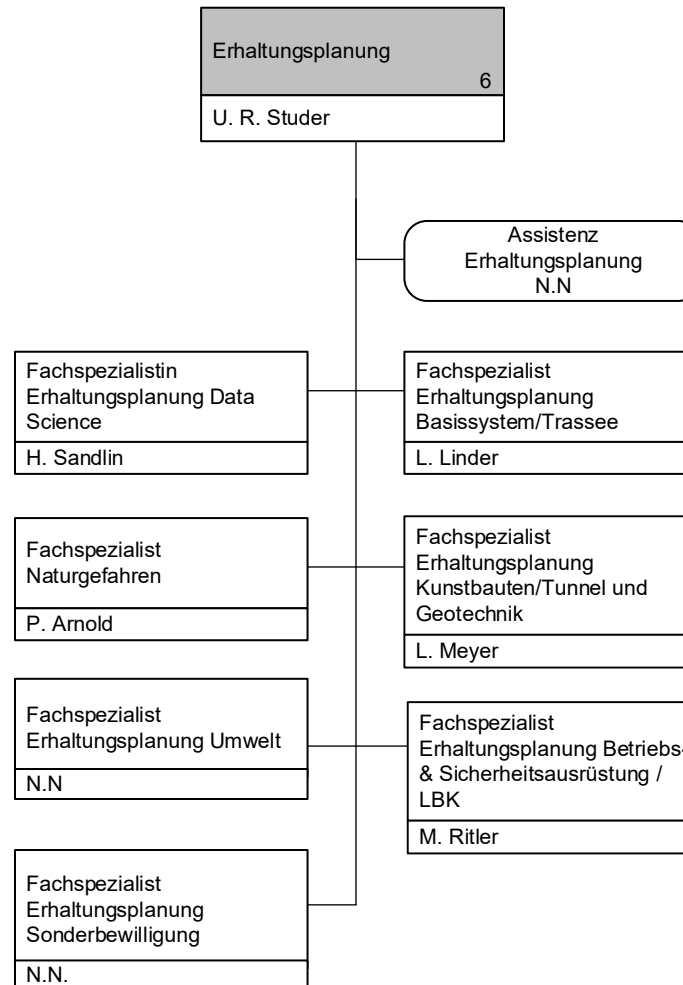 Erhaltungsplanung
6
U. R. Studer
Assistenz
Erhaltungsplanung
N.N
Fachspezialistin
Erhaltungsplanung Data
Science
H. Sandlin
Fachspezialist
Erhaltungsplanung
Basissystem/Trassee
L. Linder
Fachspezialist
Naturgefahren
P. Arnold
Fachspezialist
Erhaltungsplanung
Kunstbauten/Tunnel und
Geotechnik
L. Meyer
Fachspezialist
Erhaltungsplanung Umwelt
N.N
Fachspezialist
Erhaltungsplanung Betriebs-
& Sicherheitsausrüstung /
LBK
M. Ritler
Fachspezialist
Erhaltungsplanung
Sonderbewilligung
N.N.